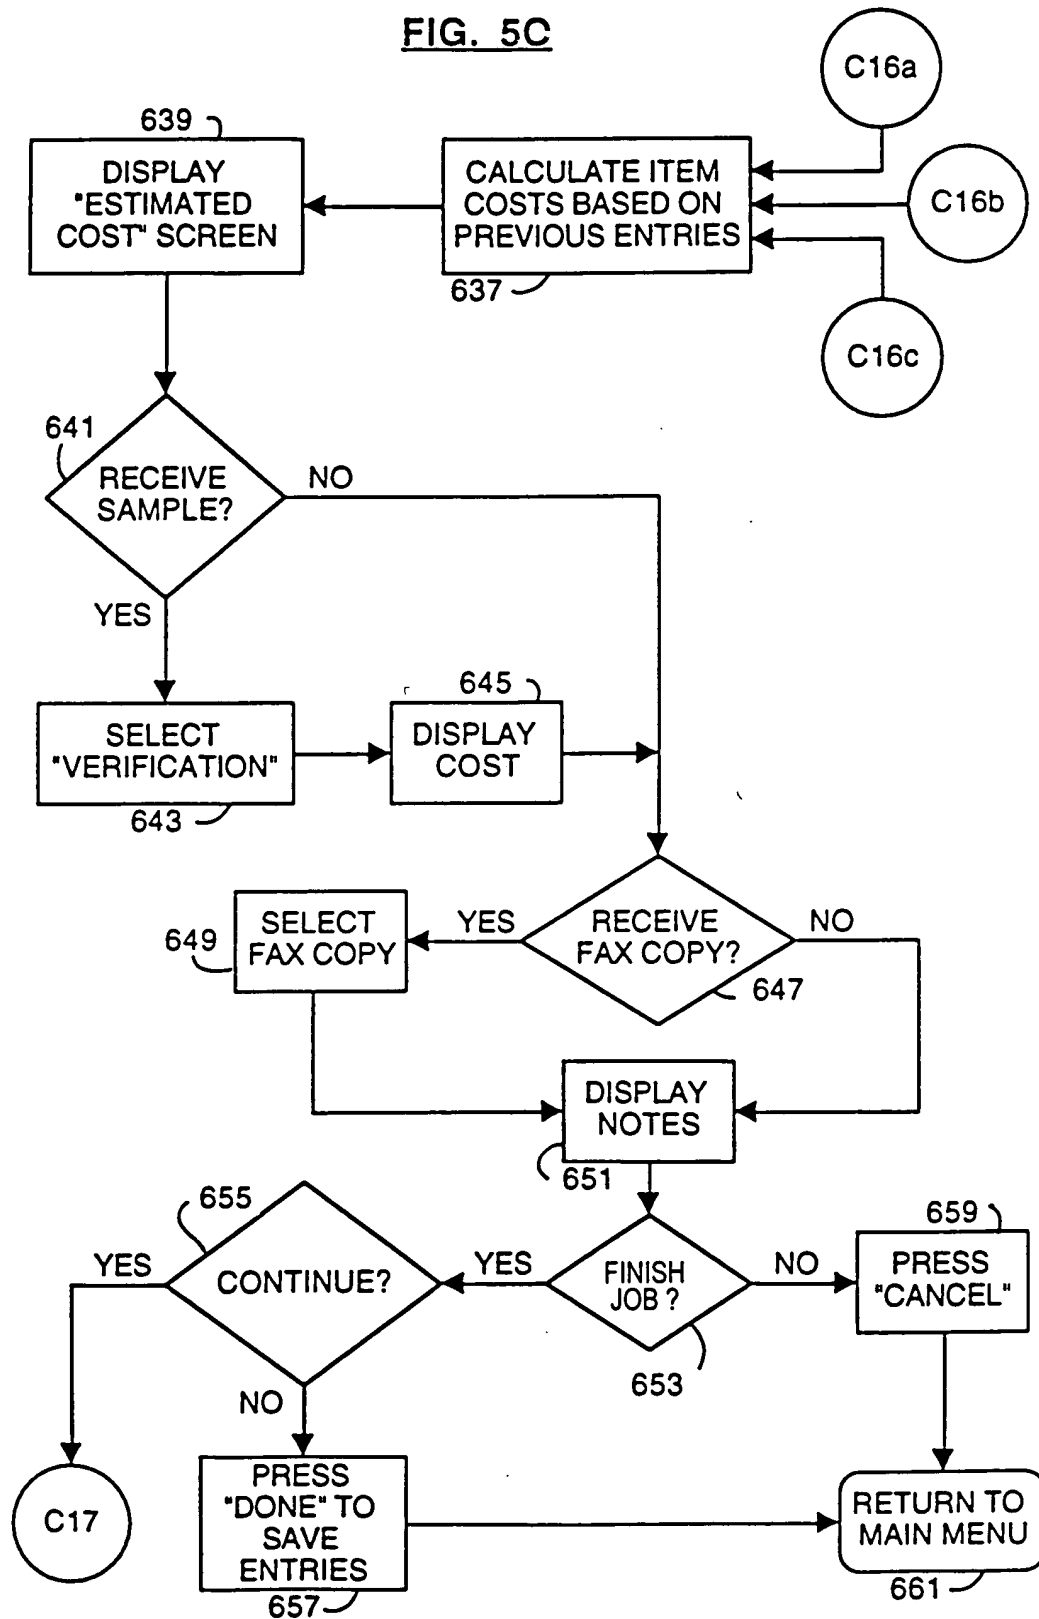 FIG. 5C
C16a
639
DISPLAY
"ESTIMATED
COST" SCREEN
CALCULATE ITEM
COSTS BASED ON
PREVIOUS ENTRIES
637
C16b
C16c
641
RECEIVE
SAMPLE?
NO
YES
SELECT
"VERIFICATION"
643
645
DISPLAY
COST
649
SELECT
FAX COPY
YES
RECEIVE
FAX COPY?
NO
647
DISPLAY
NOTES
651
655
YES
CONTINUE?
YES
FINISH
JOB ?
NO
653
659
PRESS
"CANCEL"
NO
C17
PRESS
"DONE" TO
SAVE
ENTRIES
657
RETURN TO
MAIN MENU
661